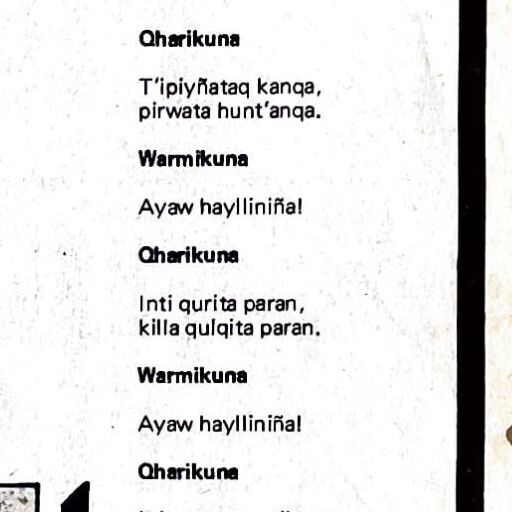 Qharikuna
T'ipiyñataq kanqa,
pirwata hunt'anqa.
Warmikuna
Ayaw haylliniña!
Qharikuna
Inti qurita paran,
killa qulqita paran.
Warmikuna
Ayaw haylliniña!
Qharikuna